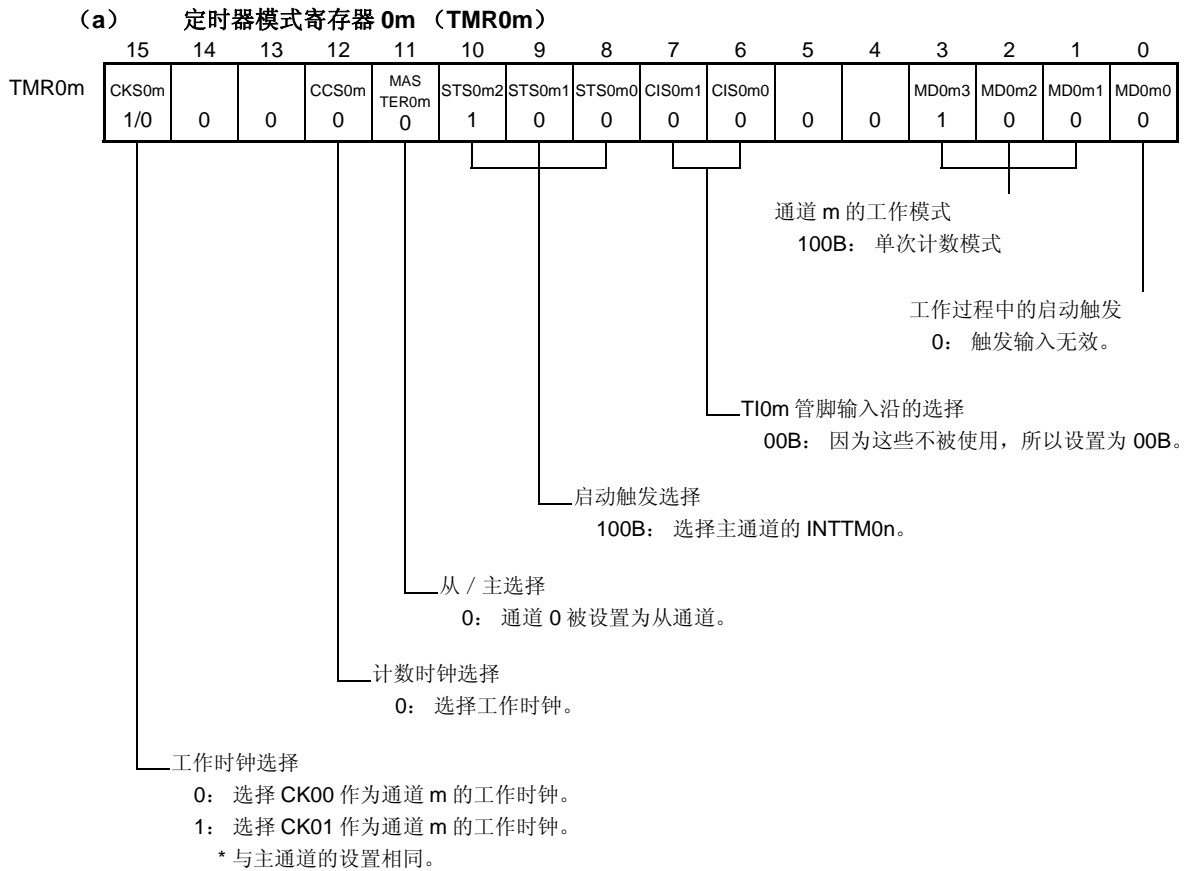 （a） 定时器模式寄存器 0m （TMR0m）
15 14 13 12 11 10 9 8 7 6 5 4 3 2 1 0
TMR0m CKS0m CCS0m MAS TER0m STS0m2 STS0m1 STS0m0 CIS0m1 CIS0m0 MD0m3 MD0m2 MD0m1 MD0m0
1/0 0 0 0 0 1 0 0 0 0 0 0 1 0 0 0
通道 m 的工作模式
100B： 单次计数模式
工作过程中的启动触发
0： 触发输入无效。
TI0m 管脚输入沿的选择
00B： 因为这些不被使用，所以设置为 00B。
启动触发选择
100B： 选择主通道的 INTTM0n。
从 / 主选择
0： 通道 0 被设置为从通道。
计数时钟选择
0： 选择工作时钟。
工作时钟选择
0： 选择 CK00 作为通道 m 的工作时钟。
1： 选择 CK01 作为通道 m 的工作时钟。
* 与主通道的设置相同。